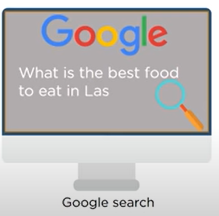 Google
What is the best food
to eat in Las
Google search